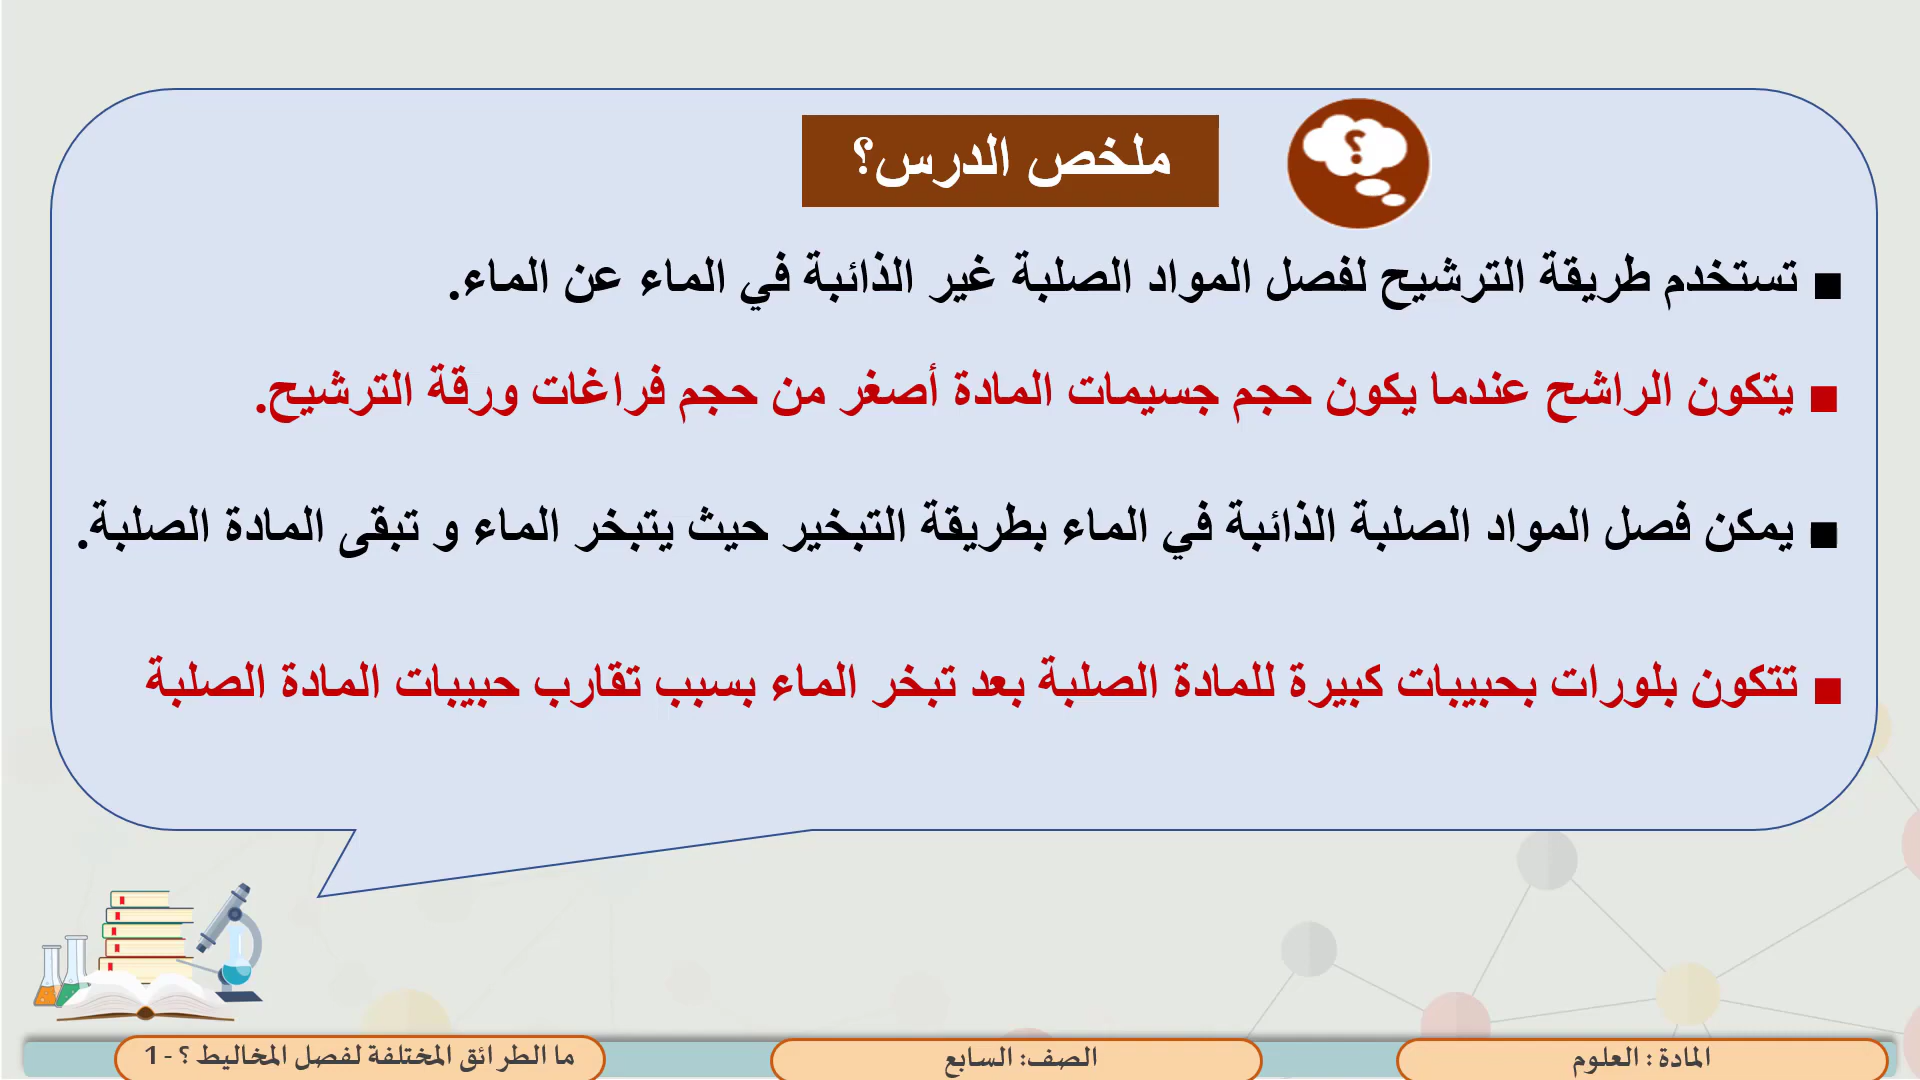 ملخص الدرس؟
؟
▪ تستخدم طريقة الترشيح لفصل المواد الصلبة غير الذائبة في الماء عن الماء.
▪ يتكون الراشح عندما يكون حجم جسيمات المادة أصغر من حجم فراغات ورقة الترشيح.
▪ يمكن فصل المواد الصلبة الذائبة في الماء بطريقة التبخير حيث يتبخر الماء و تبقى المادة الصلبة.
▪ تتكون بلورات بحبيبات كبيرة للمادة الصلبة بعد تبخر الماء بسبب تقارب حبيبات المادة الصلبة
المادة : العلوم
الصف: السابع
ما الطرائق المختلفة لفصل المخاليط ؟ - 1